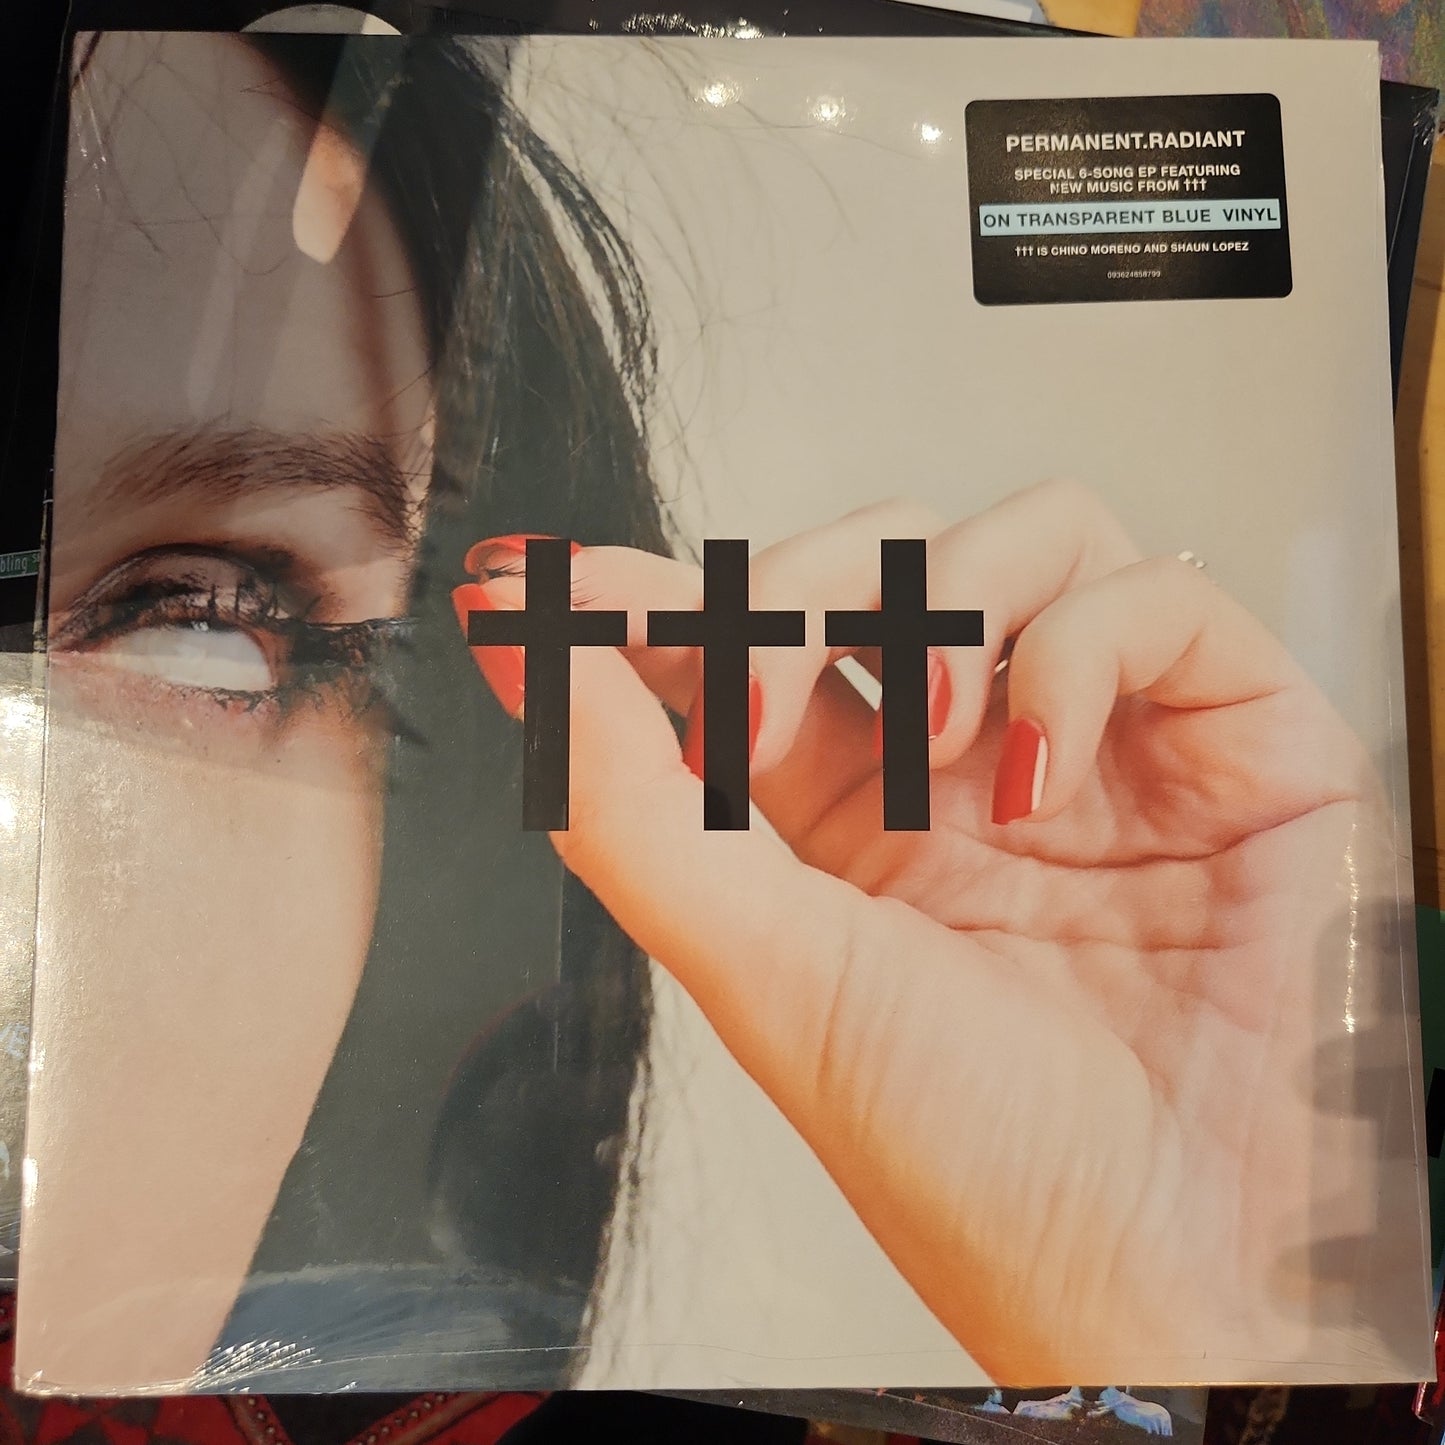 PERMANENT.RADIANT
SPECIAL 6-SONG EP FEATURING
NEW MUSIC FROM †††
ON TRANSPARENT BLUE VINYL
††† IS CHINO MORENO AND SHAUN LOPEZ
093624858799
†††